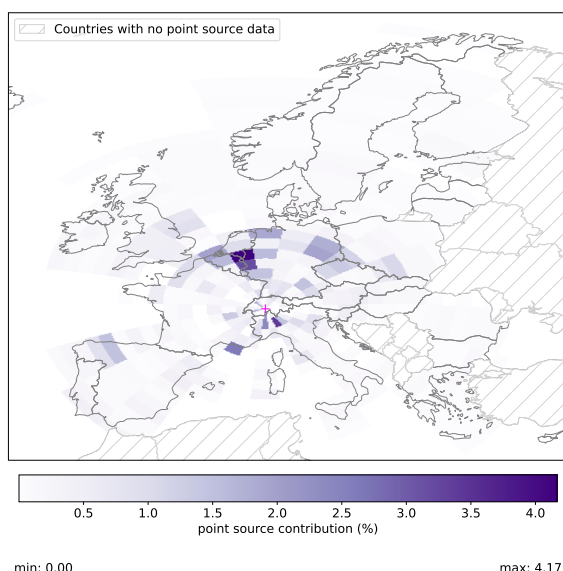 Countries with no point source data
0.5 1.0 1.5 2.0 2.5 3.0 3.5 4.0
point source contribution (%)
min: 0.00 max: 4.17